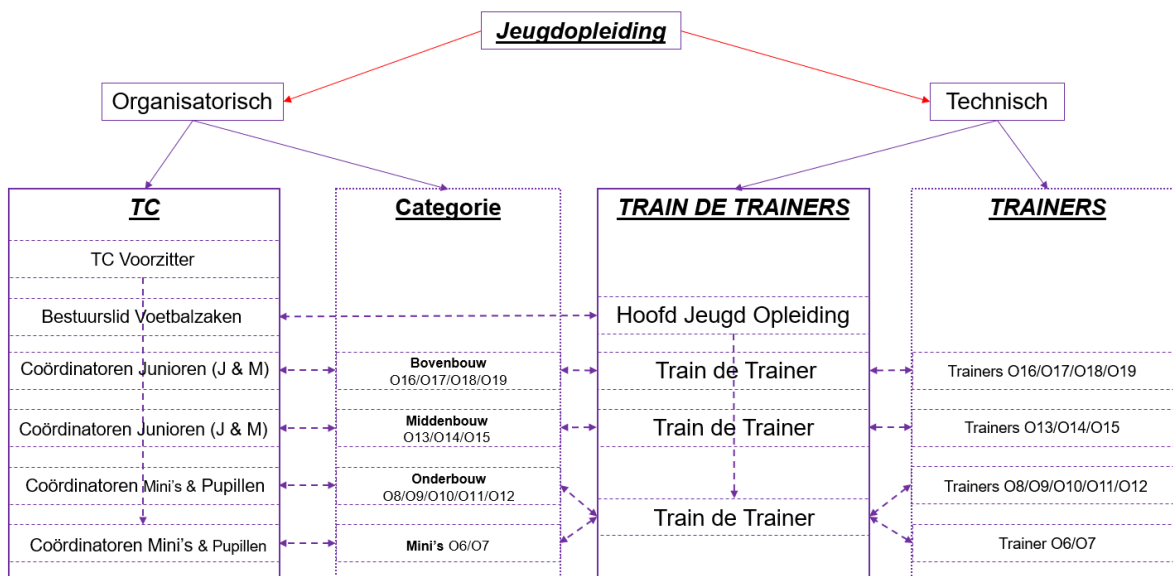 Jeugdopleiding
Organisatorisch
Technisch
TC
Categorie
TRAIN DE TRAINERS
TRAINERS
TC Voorzitter
Bestuurslid Voetbalzaken
Hoofd Jeugd Opleiding
Coördinatoren Junioren (J & M)
Bovenbouw
O16/O17/O18/O19
Train de Trainer
Trainers O16/O17/O18/O19
Coördinatoren Junioren (J & M)
Middenbouw
O13/O14/O15
Train de Trainer
Trainers O13/O14/O15
Coördinatoren Mini's & Pupillen
Onderbouw
O8/O9/O10/O11/O12
Trainers O8/O9/O10/O11/O12
Train de Trainer
Coördinatoren Mini's & Pupillen
Mini's O6/O7
Trainer O6/O7